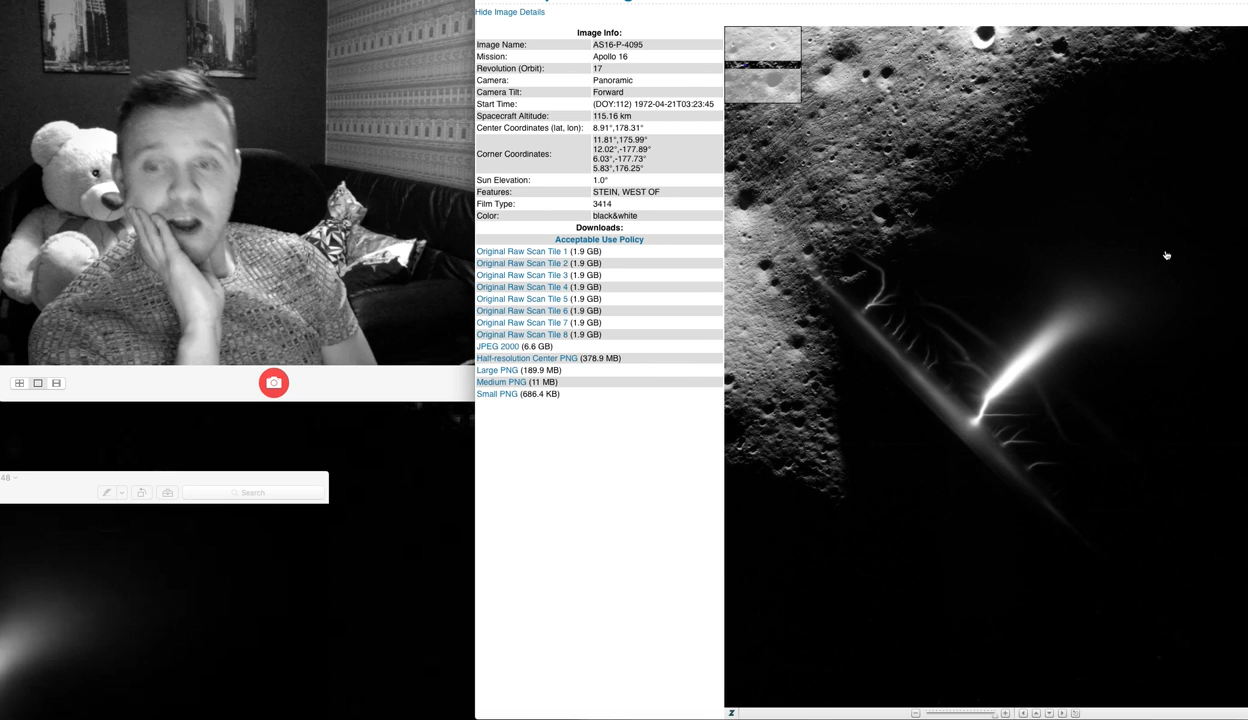 Hide Image Details
Image Info:
Image Name: AS16-P-4095
Mission: Apollo 16
Revolution (Orbit): 17
Camera: Panoramic
Camera Tilt: Forward
Start Time: (DOY:112) 1972-04-21T03:23:45
Spacecraft Altitude: 115.16 km
Center Coordinates (lat, lon): 8.91°,178.31°
Corner Coordinates: 11.81°,175.99°
12.02°,-177.89°
6.03°,-177.73°
5.83°,176.25°
Sun Elevation: 1.0°
Features: STEIN, WEST OF
Film Type: 3414
Color: black&white
Downloads:
Acceptable Use Policy
Original Raw Scan Tile 1 (1.9 GB)
Original Raw Scan Tile 2 (1.9 GB)
Original Raw Scan Tile 3 (1.9 GB)
Original Raw Scan Tile 4 (1.9 GB)
Original Raw Scan Tile 5 (1.9 GB)
Original Raw Scan Tile 6 (1.9 GB)
Original Raw Scan Tile 7 (1.9 GB)
Original Raw Scan Tile 8 (1.9 GB)
JPEG 2000 (6.6 GB)
Half-resolution Center PNG (378.9 MB)
Large PNG (189.9 MB)
Medium PNG (11 MB)
Small PNG (686.4 KB)
48
Search
Z